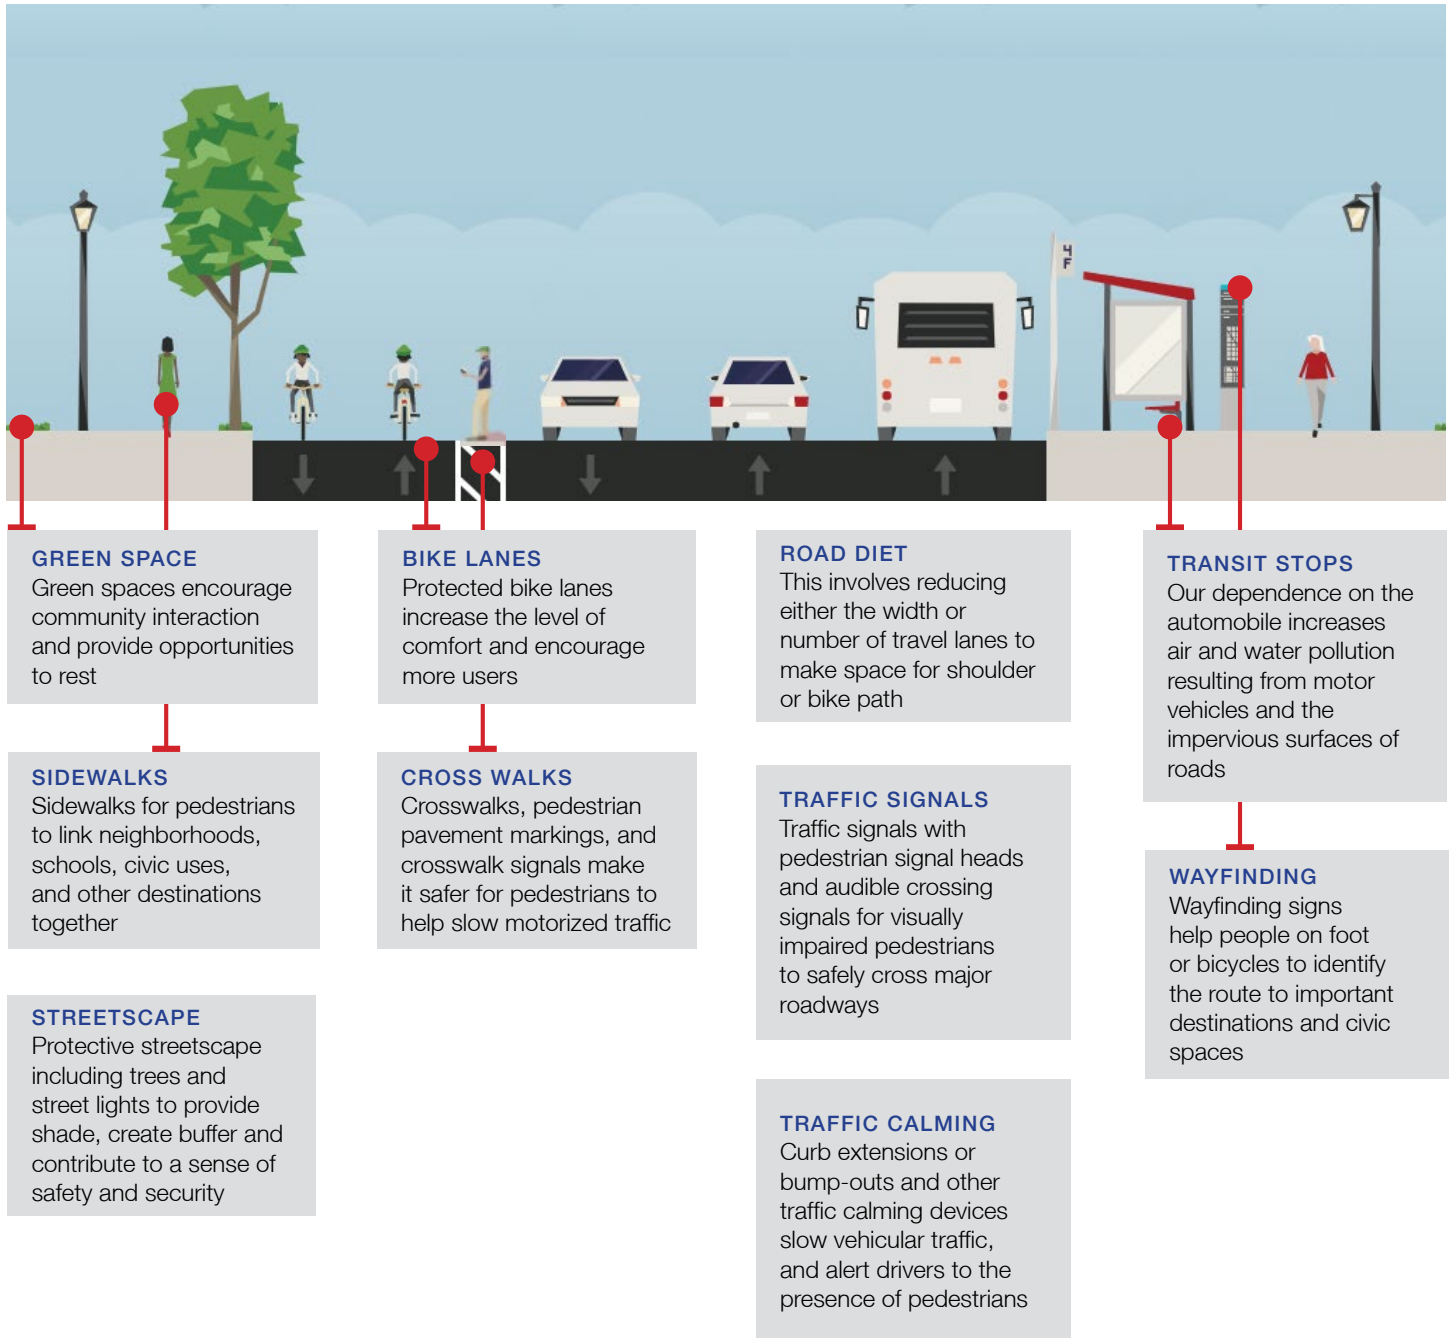 GREEN SPACE
Green spaces encourage
community interaction
and provide opportunities
to rest
SIDEWALKS
Sidewalks for pedestrians
to link neighborhoods,
schools, civic uses,
and other destinations
together
STREETSCAPE
Protective streetscape
including trees and
street lights to provide
shade, create buffer and
contribute to a sense of
safety and security
BIKE LANES
Protected bike lanes
increase the level of
comfort and encourage
more users
CROSS WALKS
Crosswalks, pedestrian
pavement markings, and
crosswalk signals make
it safer for pedestrians to
help slow motorized traffic
ROAD DIET
This involves reducing
either the width or
number of travel lanes to
make space for shoulder
or bike path
TRAFFIC SIGNALS
Traffic signals with
pedestrian signal heads
and audible crossing
signals for visually
impaired pedestrians
to safely cross major
roadways
TRAFFIC CALMING
Curb extensions or
bump-outs and other
traffic calming devices
slow vehicular traffic,
and alert drivers to the
presence of pedestrians
TRANSIT STOPS
Our dependence on the
automobile increases
air and water pollution
resulting from motor
vehicles and the
impervious surfaces of
roads
WAYFINDING
Wayfinding signs
help people on foot
or bicycles to identify
the route to important
destinations and civic
spaces